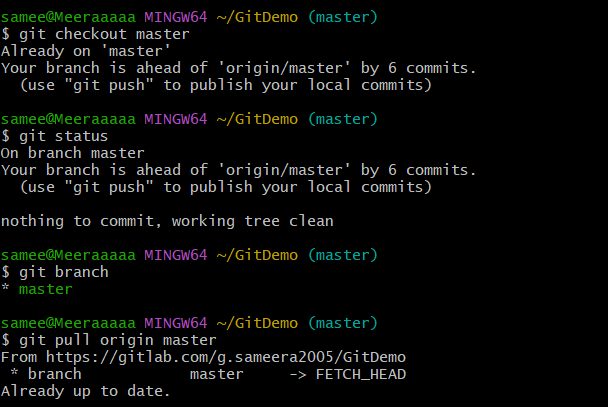 samee@Meeraaaaa MINGW64 ~/GitDemo (master)
$ git checkout master
Already on 'master'
Your branch is ahead of 'origin/master' by 6 commits.
  (use "git push" to publish your local commits)

samee@Meeraaaaa MINGW64 ~/GitDemo (master)
$ git status
On branch master
Your branch is ahead of 'origin/master' by 6 commits.
  (use "git push" to publish your local commits)

nothing to commit, working tree clean

samee@Meeraaaaa MINGW64 ~/GitDemo (master)
$ git branch
* master

samee@Meeraaaaa MINGW64 ~/GitDemo (master)
$ git pull origin master
From https://gitlab.com/g.sameera2005/GitDemo
 * branch            master     -> FETCH_HEAD
Already up to date.